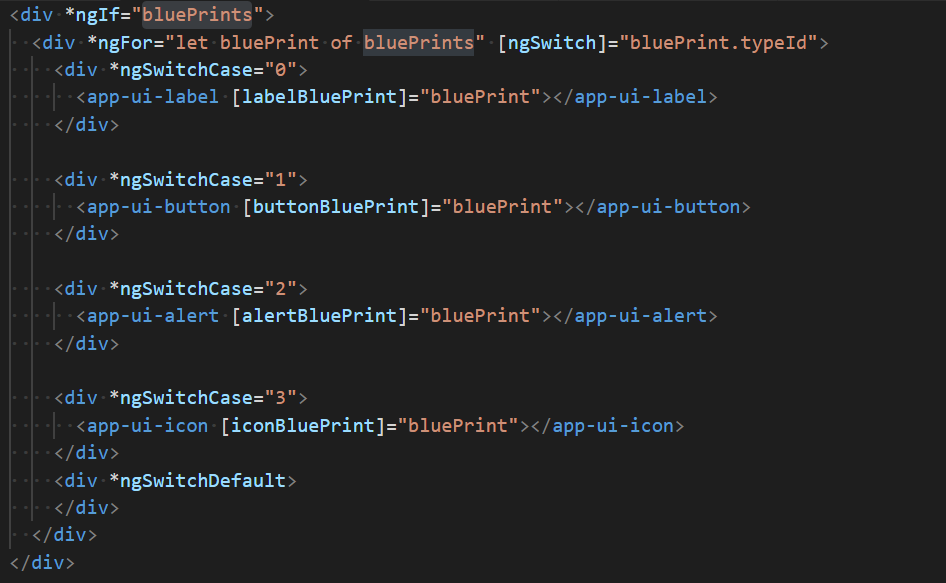 <div *ngIf="bluePrints">
<div *ngFor="let bluePrint of bluePrints" [ngSwitch]="bluePrint.typeId">
<div *ngSwitchCase="0">
<app-ui-label [labelBluePrint]="bluePrint"></app-ui-label>
</div>
<div *ngSwitchCase="1">
<app-ui-button [buttonBluePrint]="bluePrint"></app-ui-button>
</div>
<div *ngSwitchCase="2">
<app-ui-alert [alertBluePrint]="bluePrint"></app-ui-alert>
</div>
<div *ngSwitchCase="3">
<app-ui-icon [iconBluePrint]="bluePrint"></app-ui-icon>
</div>
<div *ngSwitchDefault>
</div>
</div>
</div>